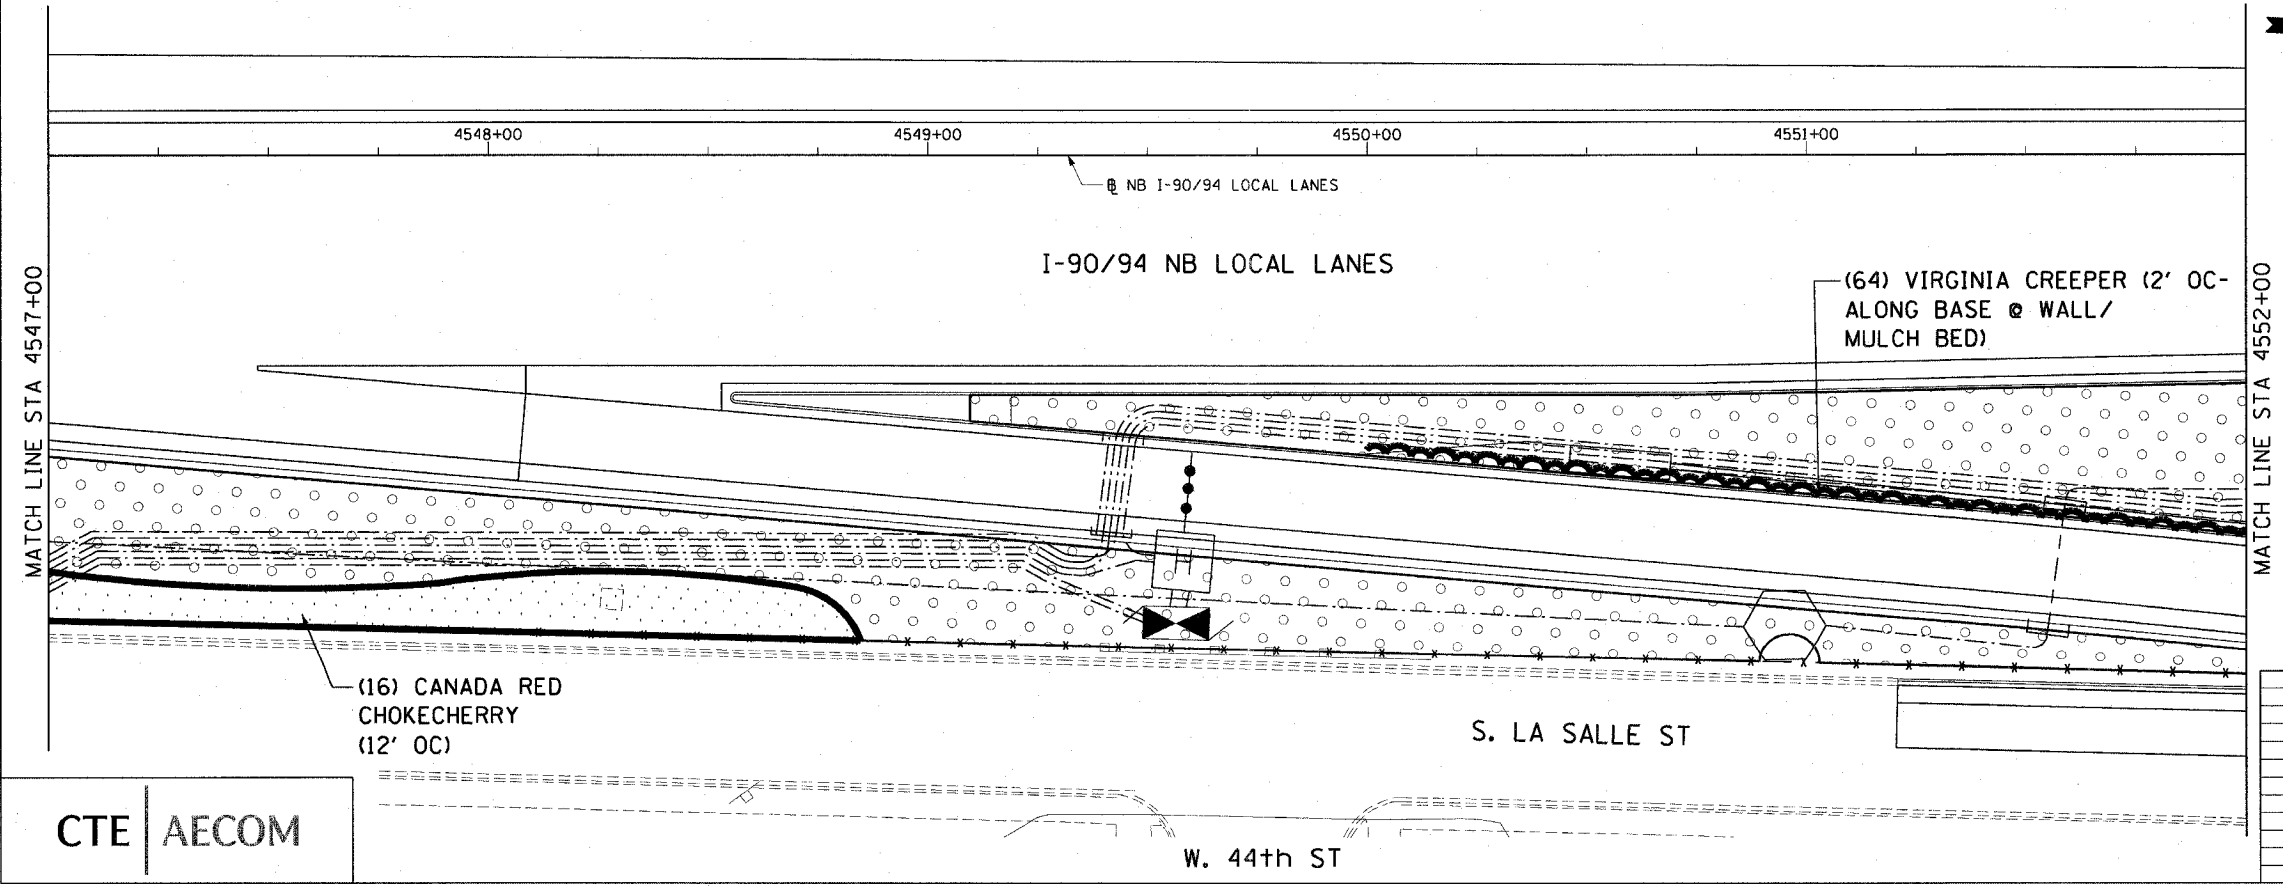 4548+00 4549+00 4550+00 4551+00
℄ NB I-90/94 LOCAL LANES
I-90/94 NB LOCAL LANES
MATCH LINE STA 4547+00
(64) VIRGINIA CREEPER (2' OC-
ALONG BASE @ WALL/
MULCH BED)
MATCH LINE STA 4552+00
(16) CANADA RED
CHOKECHERRY
(12' OC)
S. LA SALLE ST
CTE | AECOM
W. 44th ST